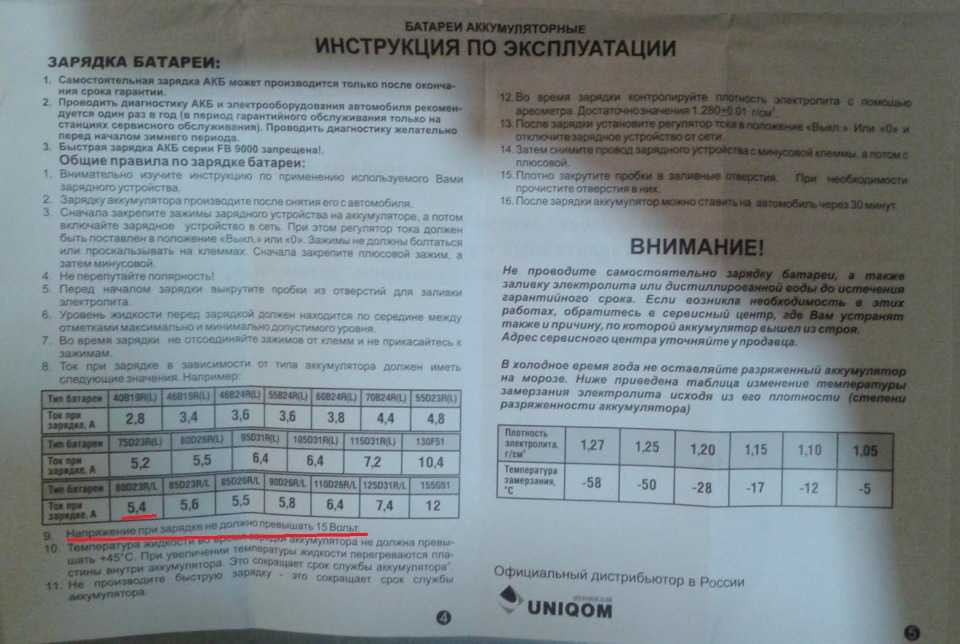 БАТАРЕИ АККУМУЛЯТОРНЫЕ
ИНСТРУКЦИЯ ПО ЭКСПЛУАТАЦИИ
ЗАРЯДКА БАТАРЕИ:
1. Самостоятельная зарядка АКБ может производится только после оконча-
ния срока гарантии.
2. Проводить диагностику АКБ и электрооборудования автомобиля рекомен-
дуется один раз в год (в период гарантийного обслуживания только на
станциях сервисного обслуживания). Проводить диагностику желательно
перед началом зимнего периода.
3. Быстрая зарядка АКБ серии FB 9000 запрещена!.
Общие правила по зарядке батареи:
1. Внимательно изучите инструкцию по применению используемого Вами
зарядного устройства.
2. Зарядку аккумулятора производите после снятия его с автомобиля.
3. Сначала закрепите зажимы зарядного устройства на аккумуляторе, а потом
включайте зарядное устройство в сеть. При этом регулятор тока должен
быть поставлен в положение «Выкл.» или «0». Зажимы не должны болтаться
или проскальзывать на клеммах. Сначала закрепите плюсовой зажим, а
затем минусовой.
4. Не перепутайте полярность!
5. Перед началом зарядки выкрутите пробки из отверстий для заливки
электролита.
6. Уровень жидкости перед зарядкой должен находится по середине между
отметками максимально и минимально допустимого уровня.
7. Во время зарядки не отсоединяйте зажимов от клемм и не прикасайтесь к
зажимам.
8. Ток при зарядке в зависимости от типа аккумулятора должен иметь
следующие значения. Например:
Тип батареи 40B19R(L) 46B19R(L) 46B24R(L) 55B24R(L) 60B24R(L) 70B24R(L) 55D23R(L)
Ток при зарядке, А 2,8 3,4 3,6 3,6 3,8 4,4 4,8
Тип батареи 75D23R(L) 80D26R(L) 95D31R(L) 105D31R(L) 115D31R(L) 130F51
Ток при зарядке, А 5,2 5,5 6,4 6,4 7,2 10,4
Тип батареи 80D23R/L 85D23R/L 85D26R/L 90D26R/L 110D26R/L 125D31R/L 155G51
Ток при зарядке, А 5,4 5,6 5,5 5,8 6,4 7,4 12
9. Напряжение при зарядке не должно превышать 15 Вольт.
10. Температура жидкости во время зарядки аккумулятора не должна превы-
шать +45°С. При увеличении температуры жидкости перегреваются пла-
стины внутри аккумулятора. Это сокращает срок службы аккумулятора".
11. Не производите быструю зарядку - это сокращает срок службы
аккумулятора.
4
12. Во время зарядки контролируйте плотность электролита с помощью
ареометра. Достаточно значения 1.280±0.01 г/см³.
13. После зарядки установите регулятор тока в положение «Выкл.» Или «0» и
отключите зарядное устройство от сети.
14. Затем снимите провод зарядного устройства с минусовой клеммы, а потом с
плюсовой.
15. Плотно закрутите пробки в заливные отверстия. При необходимости
прочистите отверстия в них.
16. После зарядки аккумулятор можно ставить на автомобиль через 30 минут.
ВНИМАНИЕ!
Не проводите самостоятельно зарядку батареи, а также
заливку электролита или дистиллированной воды до истечения
гарантийного срока. Если возникла необходимость в этих
работах, обратитесь в сервисный центр, где Вам устранят
также и причину, по которой аккумулятор вышел из строя.
Адрес сервисного центра уточняйте у продавца.
В холодное время года не оставляйте разряженный аккумулятор
на морозе. Ниже приведена таблица изменение температуры
замерзания электролита исходя из его плотности (степени
разряженности аккумулятора)
Плотность электролита, г/см³ 1,27 1,25 1,20 1,15 1,10 1,05
Температура замерзания, °С -58 -50 -28 -17 -12 -5
Официальный дистрибьютор в России
UNIQOM
5